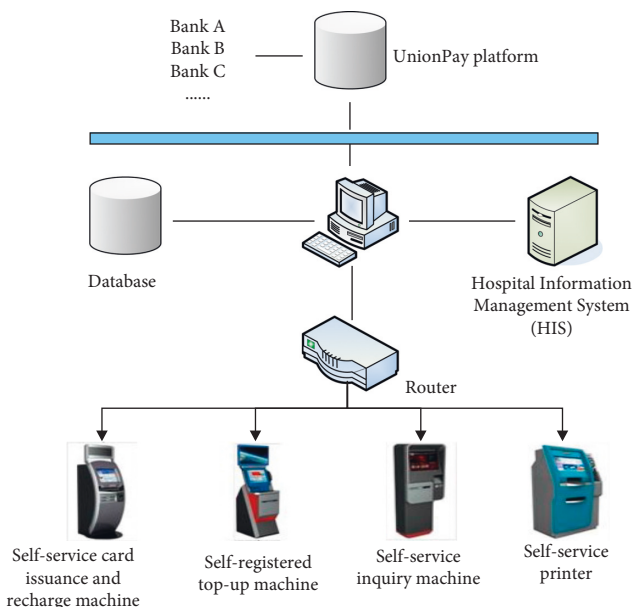 Bank A
Bank B
Bank C
......
UnionPay platform
Database
Hospital Information
Management System
(HIS)
Router
Self-service card
issuance and
recharge machine
Self-registered
top-up machine
Self-service
inquiry machine
Self-service
printer